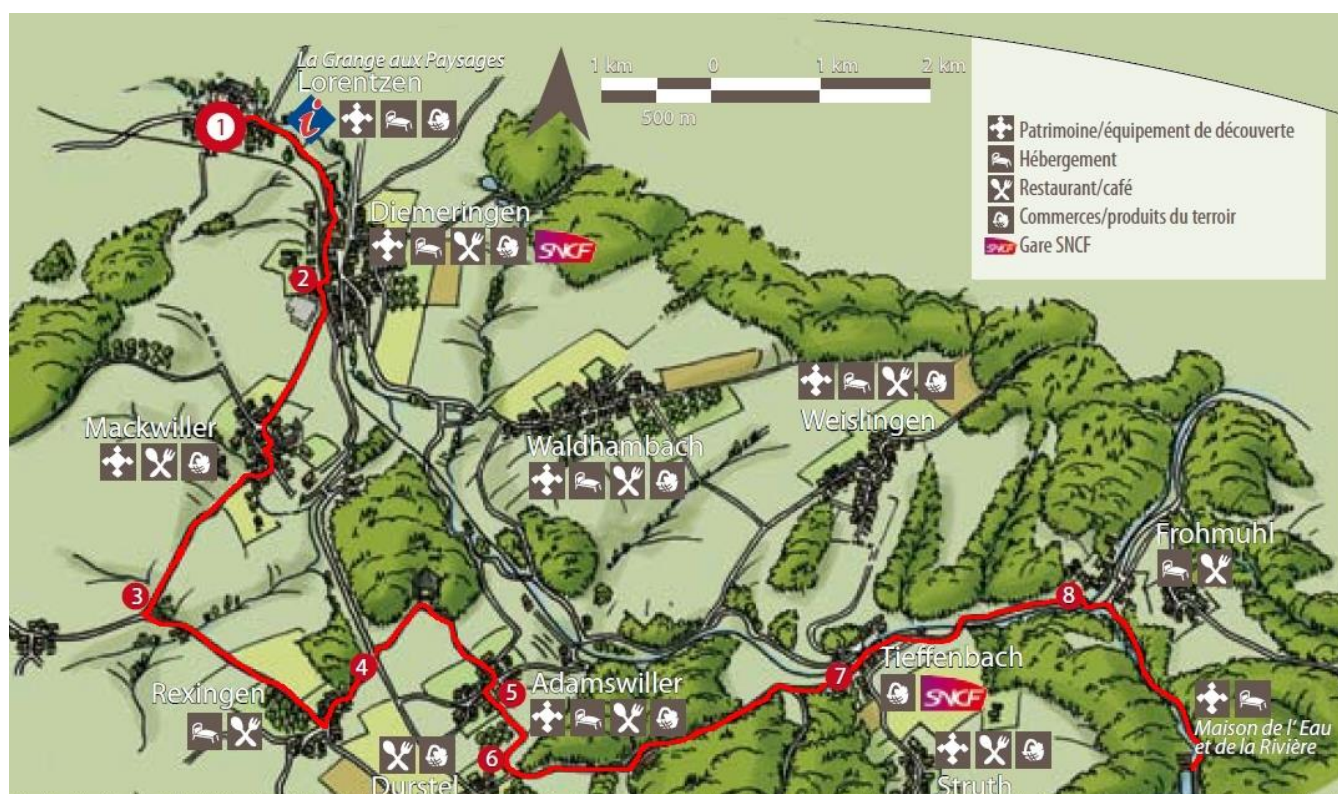 La Grange aux Paysages
Lorentzen
1 km 0 1 km 2 km
500 m
Patrimoine/équipement de découverte
Hébergement
Restaurant/café
Commerces/produits du terroir
SNCF Gare SNCF
1
i
Diemeringen
SNCF
2
Mackwiller
Waldhambach
Weislingen
Frohmuhl
3
4
5
6
7
8
Rexingen
Adamswiller
Tieffenbach
SNCF
Maison de l'Eau
et de la Rivière
Durstel
Struth